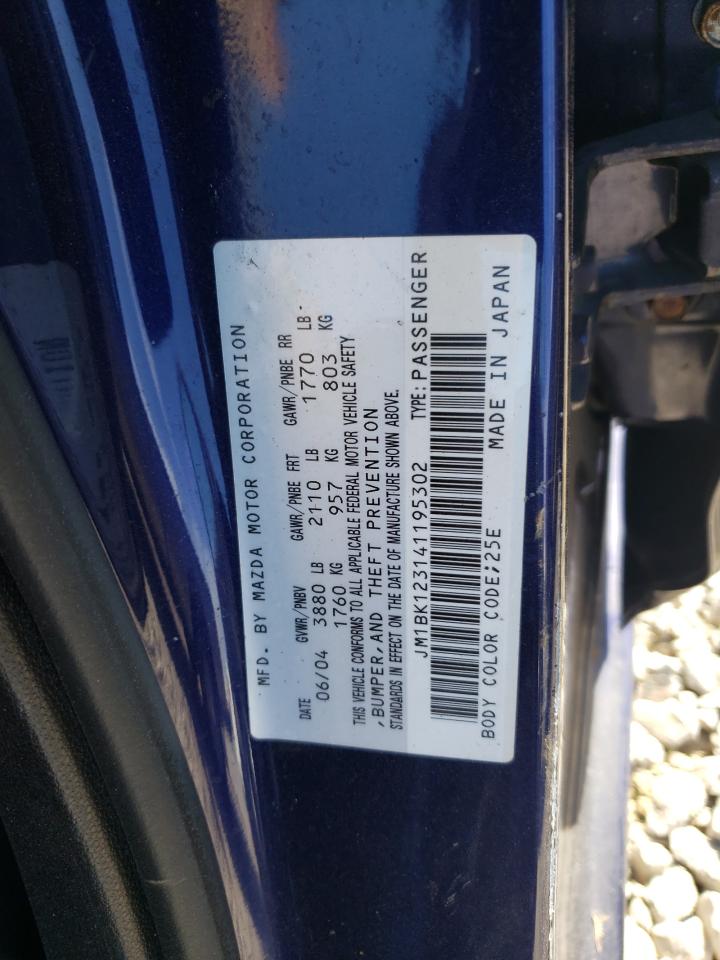 MFD. BY MAZDA MOTOR CORPORATION
DATE GVWR/PNBV GAWR/PNBE FRT GAWR/PNBE RR
06/04 3880 LB 2110 LB 1770 LB
1760 KG 957 KG 803 KG
THIS VEHICLE CONFORMS TO ALL APPLICABLE FEDERAL MOTOR VEHICLE SAFETY
,BUMPER,AND THEFT PREVENTION
STANDARDS IN EFFECT ON THE DATE OF MANUFACTURE SHOWN ABOVE.
JM1BK123141195302 TYPE:PASSENGER
BODY COLOR CODE;25E MADE IN JAPAN